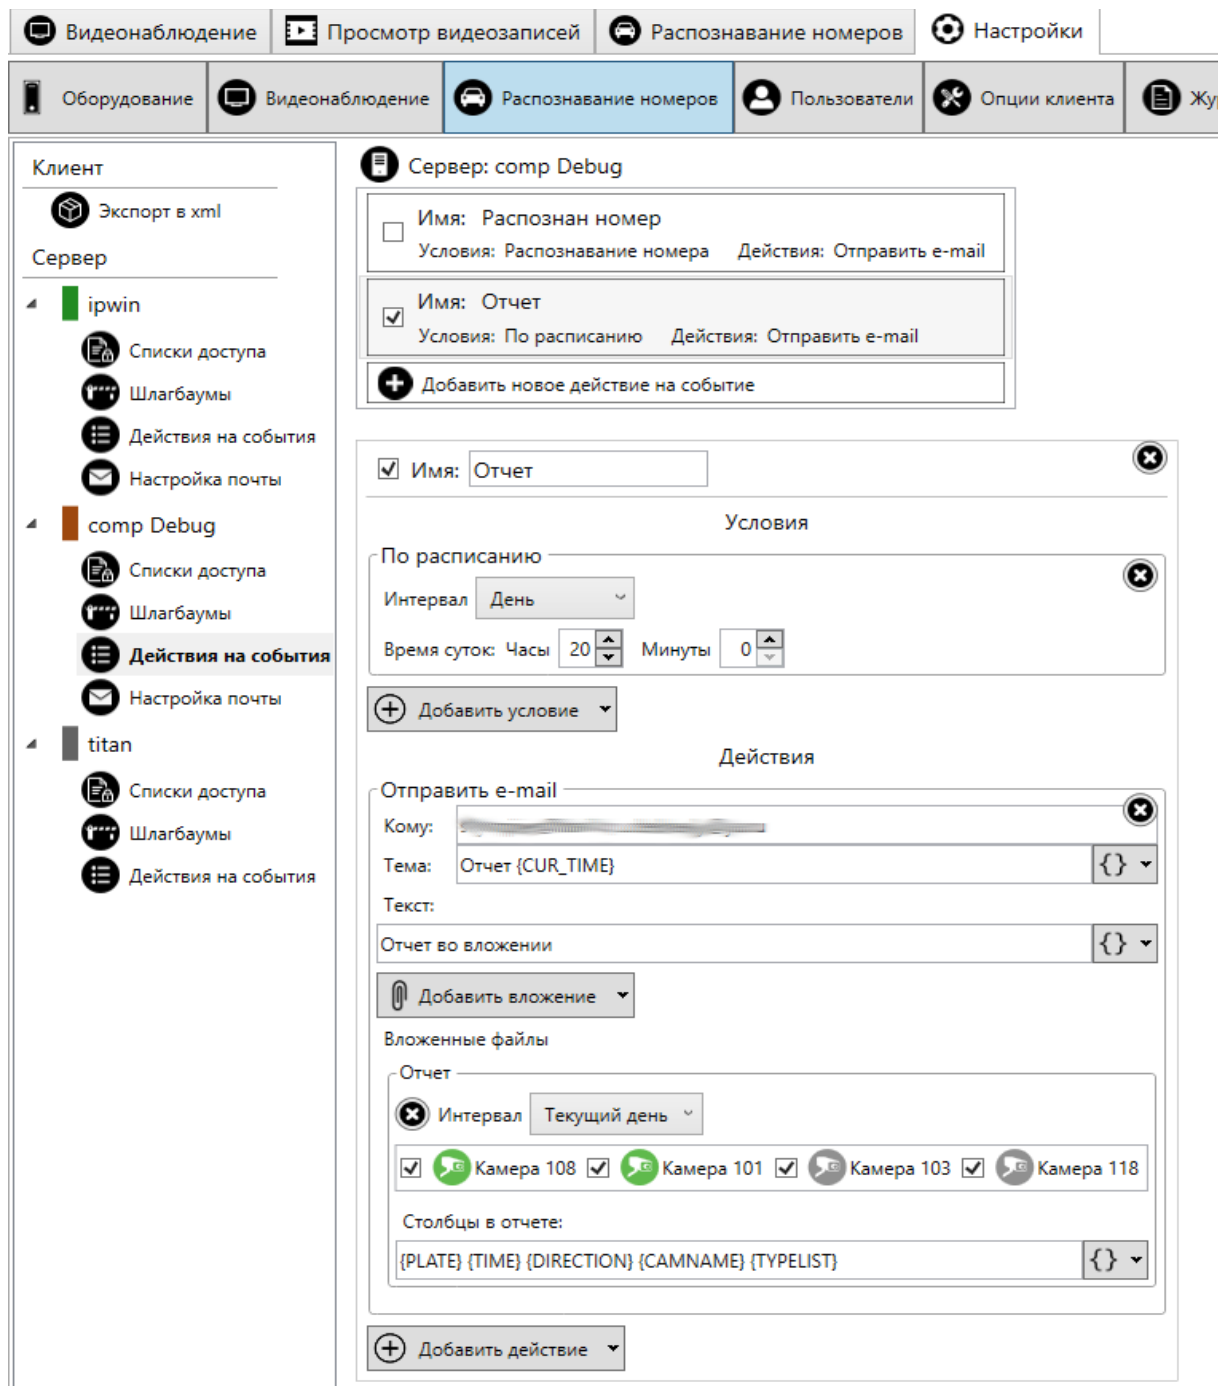 Видеонаблюдение Просмотр видеозаписей Распознавание номеров Настройки
Оборудование Видеонаблюдение Распознавание номеров Пользователи Опции клиента
Клиент
Экспорт в xml
Сервер
ipwin
Списки доступа
Шлагбаумы
Действия на события
Настройка почты
comp Debug
Списки доступа
Шлагбаумы
Действия на события
Настройка почты
titan
Списки доступа
Шлагбаумы
Действия на события
Сервер: comp Debug
Имя: Распознан номер
Условия: Распознавание номера Действия: Отправить e-mail
Имя: Отчет
Условия: По расписанию Действия: Отправить e-mail
Добавить новое действие на событие
Имя: Отчет
Условия
По расписанию
Интервал День
Время суток: Часы 20 Минуты 0
Добавить условие
Действия
Отправить e-mail
Кому:
Тема: Отчет {CUR_TIME} {}
Текст:
Отчет во вложении {}
Добавить вложение
Вложенные файлы
Отчет
Интервал Текущий день
Камера 108 Камера 101 Камера 103 Камера 118
Столбцы в отчете:
{PLATE} {TIME} {DIRECTION} {CAMNAME} {TYPELIST} {}
Добавить действие